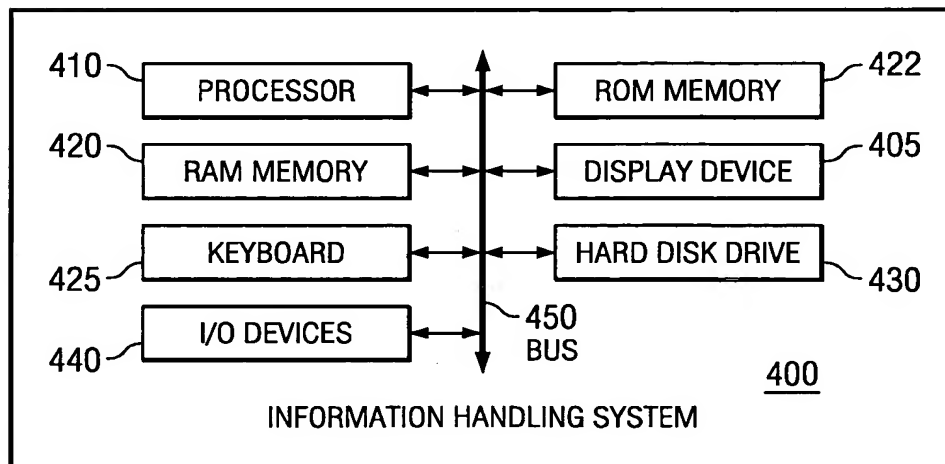 410
PROCESSOR
ROM MEMORY
422
420
RAM MEMORY
DISPLAY DEVICE
405
425
KEYBOARD
HARD DISK DRIVE
430
440
I/O DEVICES
450
BUS
400
INFORMATION HANDLING SYSTEM